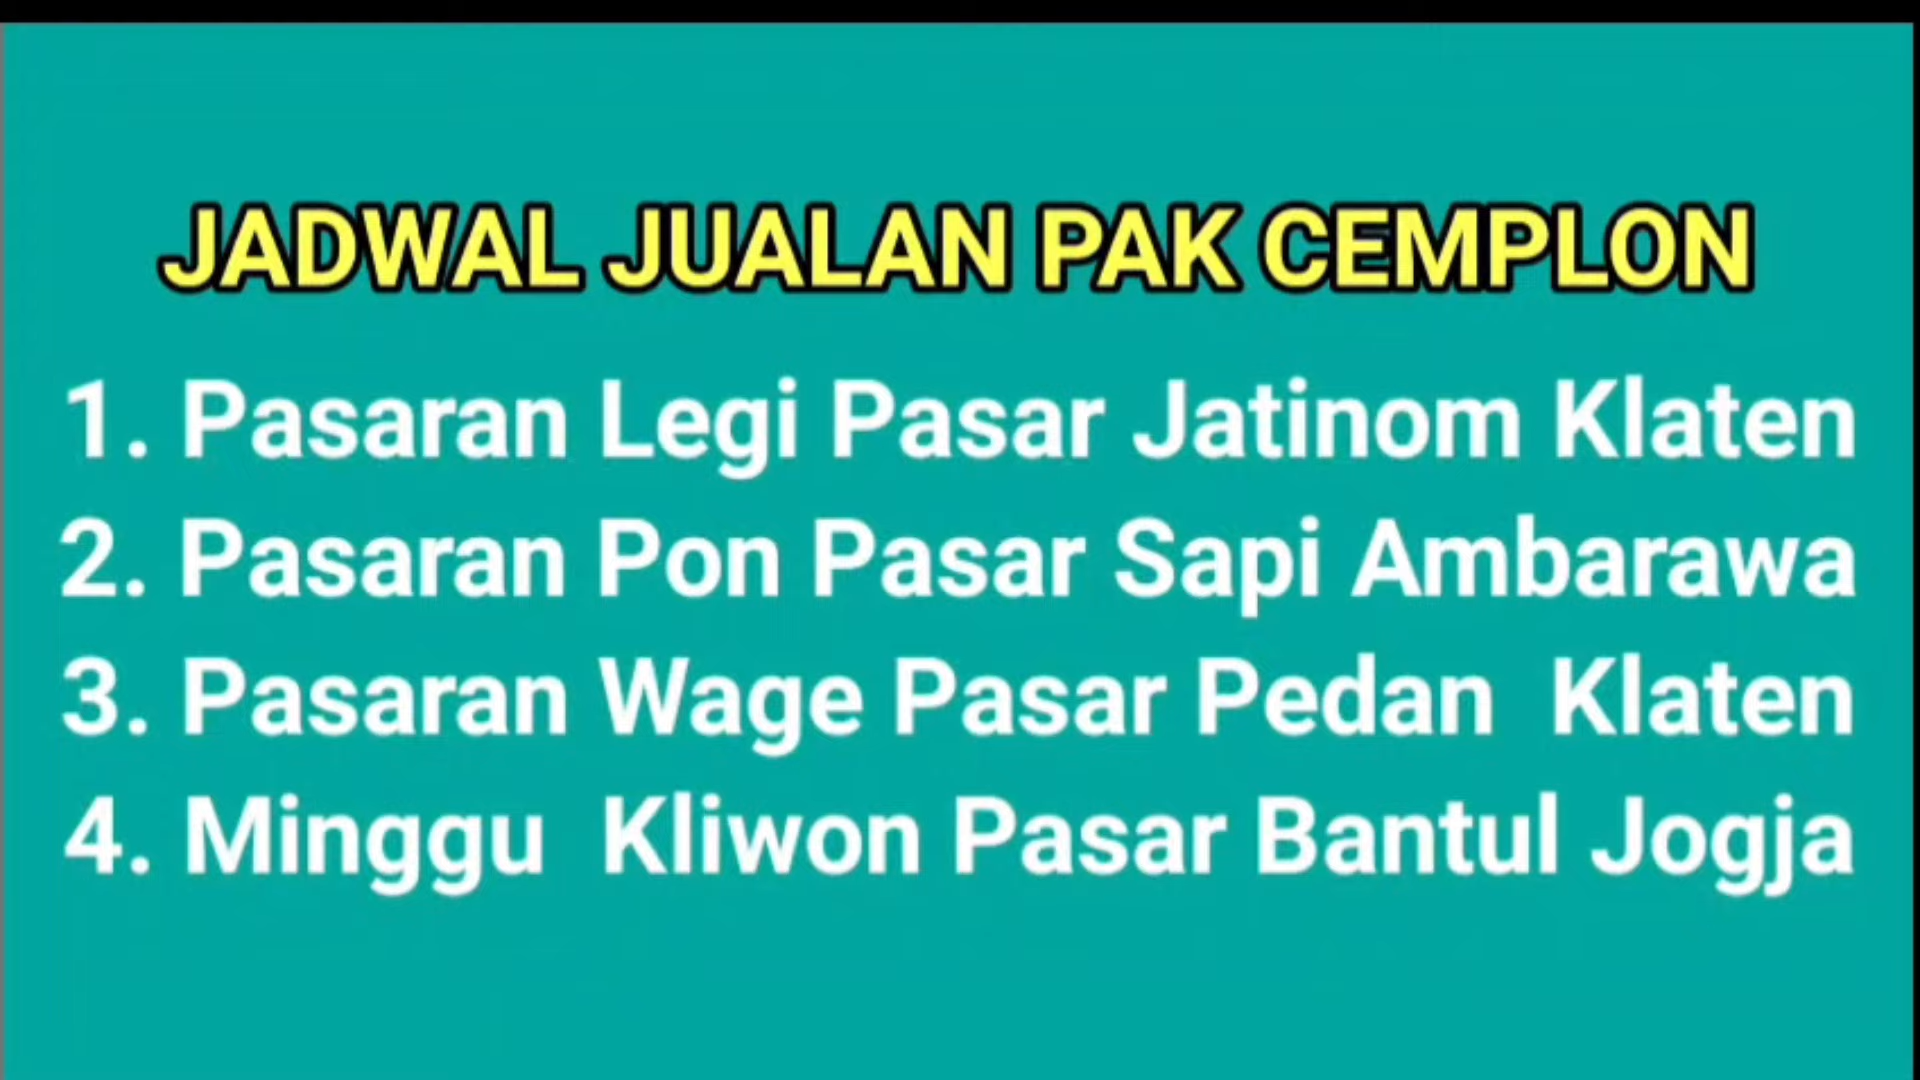 JADWAL JUALAN PAK CEMPLON
1. Pasaran Legi Pasar Jatinom Klaten
2. Pasaran Pon Pasar Sapi Ambarawa
3. Pasaran Wage Pasar Pedan  Klaten
4. Minggu  Kliwon Pasar Bantul Jogja